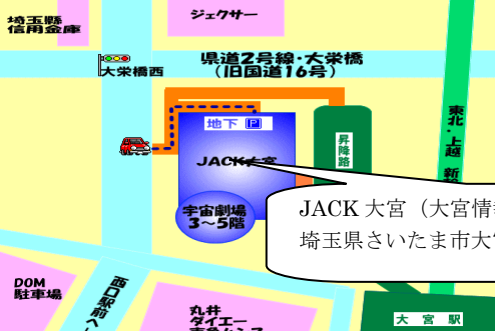 ジェクサー
埼玉縣
信用金庫
県道2号線・大栄橋
(旧国道16号)
大栄橋西
東北・上越 新
地下 P
JACK大宮
昇降路
宇宙劇場
3～5階
JACK 大宮（大宮情
埼玉県さいたま市大
DOM
駐車場
西口駅前へ
丸井
ダイエー
大宮駅